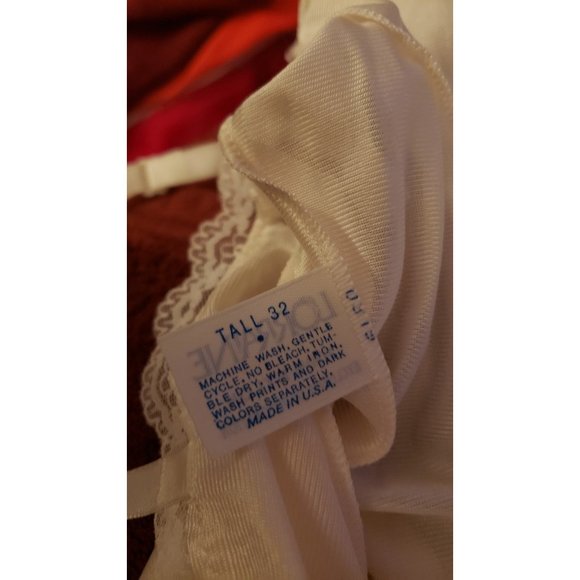 TALL 32
MACHINE WASH, GENTLE
CYCLE, NO BLEACH, TUM-
BLE DRY, WARM IRON,
WASH PRINTS AND DARK
COLORS SEPARATELY,
MADE IN U.S.A.
LORRAINE